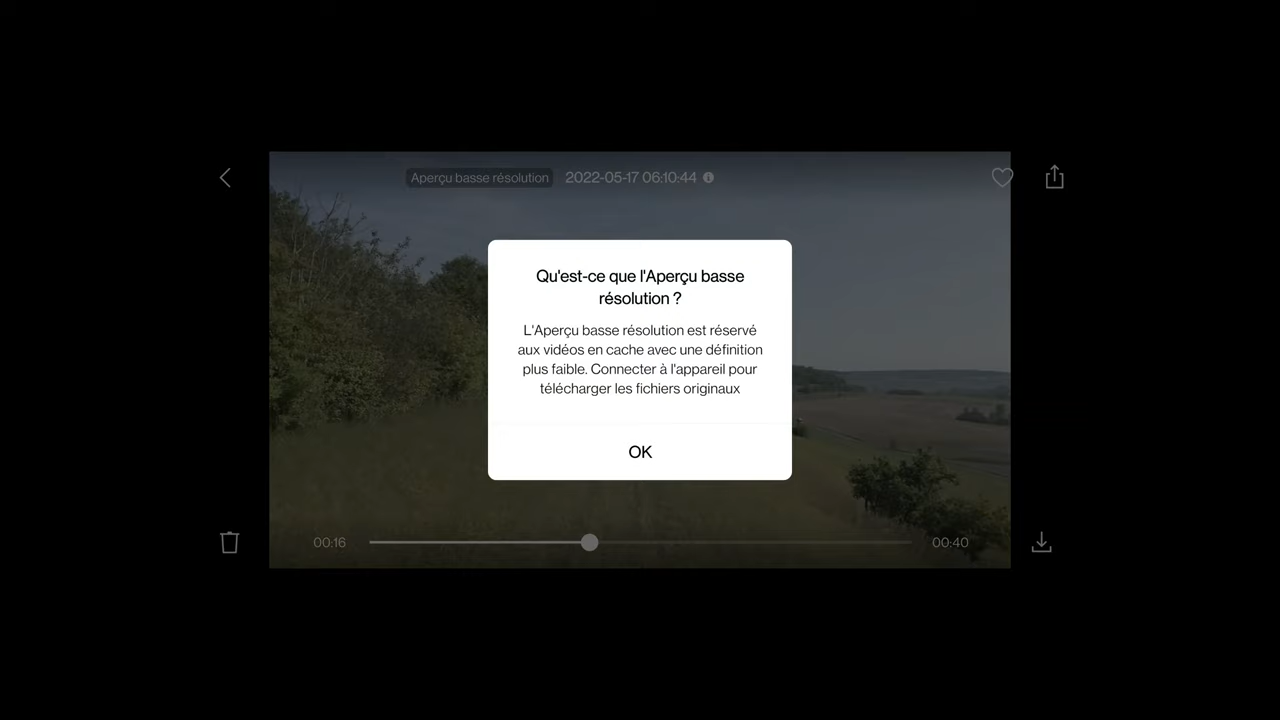 Aperçu basse résolution 2022-05-17 06:10:44
Qu'est-ce que l'Aperçu basse
résolution ?
L'Aperçu basse résolution est réservé
aux vidéos en cache avec une définition
plus faible. Connecter à l'appareil pour
télécharger les fichiers originaux
OK
00:16
00:40